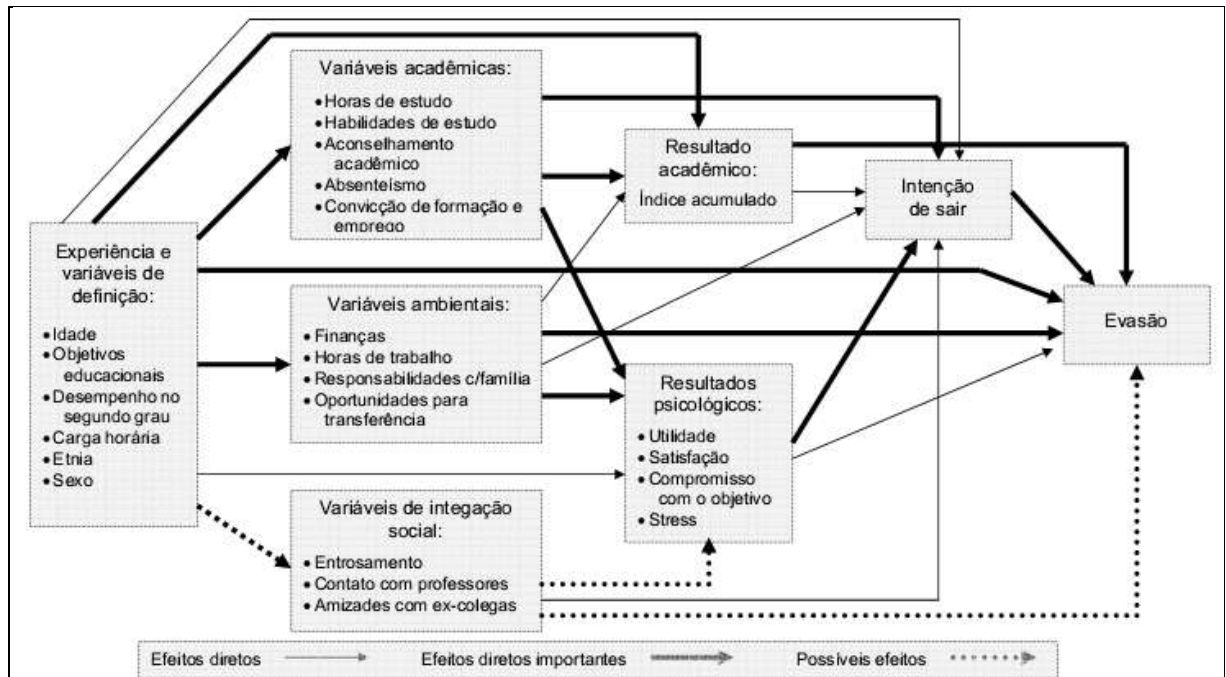 Variáveis acadêmicas:
•Horas de estudo
•Habilidades de estudo
•Aconselhamento
acadêmico
•Absenteísmo
•Convicção de formação e
emprego
Resultado
acadêmico:
Índice acumulado
Intenção
de sair
Experiência e
variáveis de
definição:
•Idade
•Objetivos
educacionais
•Desempenho no
segundo grau
•Carga horária
•Etnia
•Sexo
Variáveis ambientais:
•Finanças
•Horas de trabalho
•Responsabilidades c/família
•Oportunidades para
transferência
Evasão
Resultados
psicológicos:
•Utilidade
•Satisfação
•Compromisso
com o objetivo
•Stress
Variáveis de integação
social:
•Entrosamento
•Contato com professores
•Amizades com ex-colegas
Efeitos diretos
Efeitos diretos importantes
Possíveis efeitos